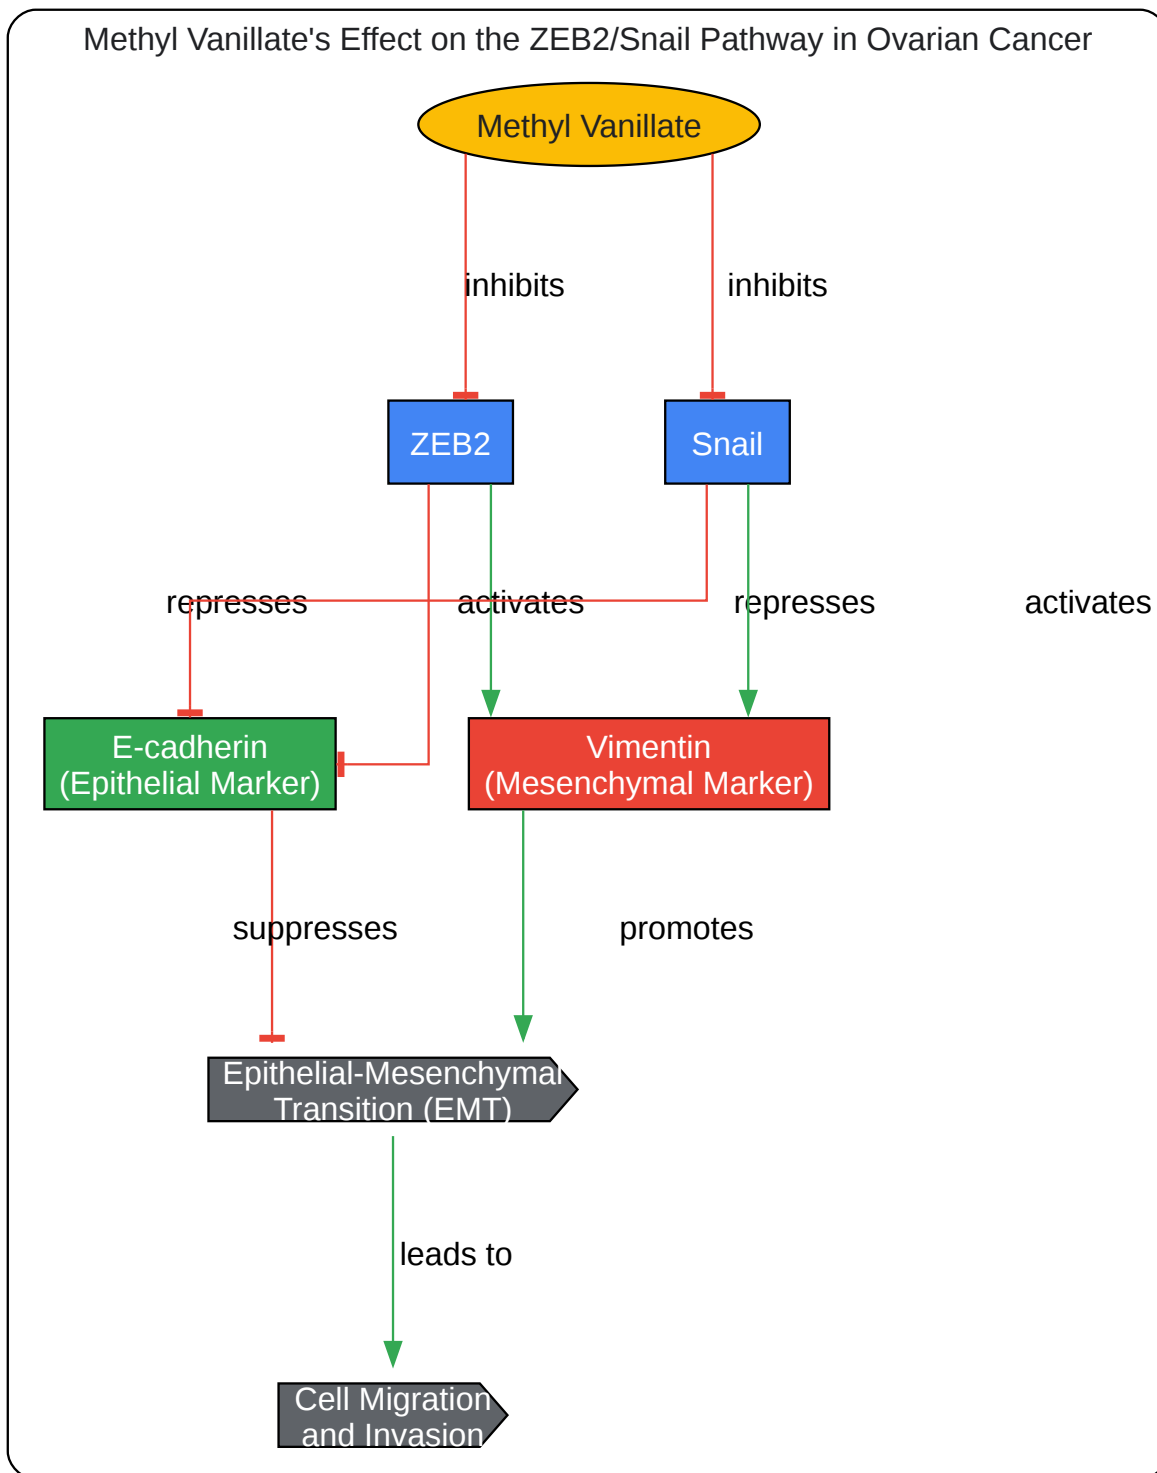 Methyl Vanillate's Effect on the ZEB2/Snail Pathway in Ovarian Cancer
Methyl Vanillate
inhibits
inhibits
ZEB2
Snail
represses
activates
represses
activates
E-cadherin
(Epithelial Marker)
Vimentin
(Mesenchymal Marker)
suppresses
promotes
Epithelial-Mesenchymal
Transition (EMT)
leads to
Cell Migration
and Invasion